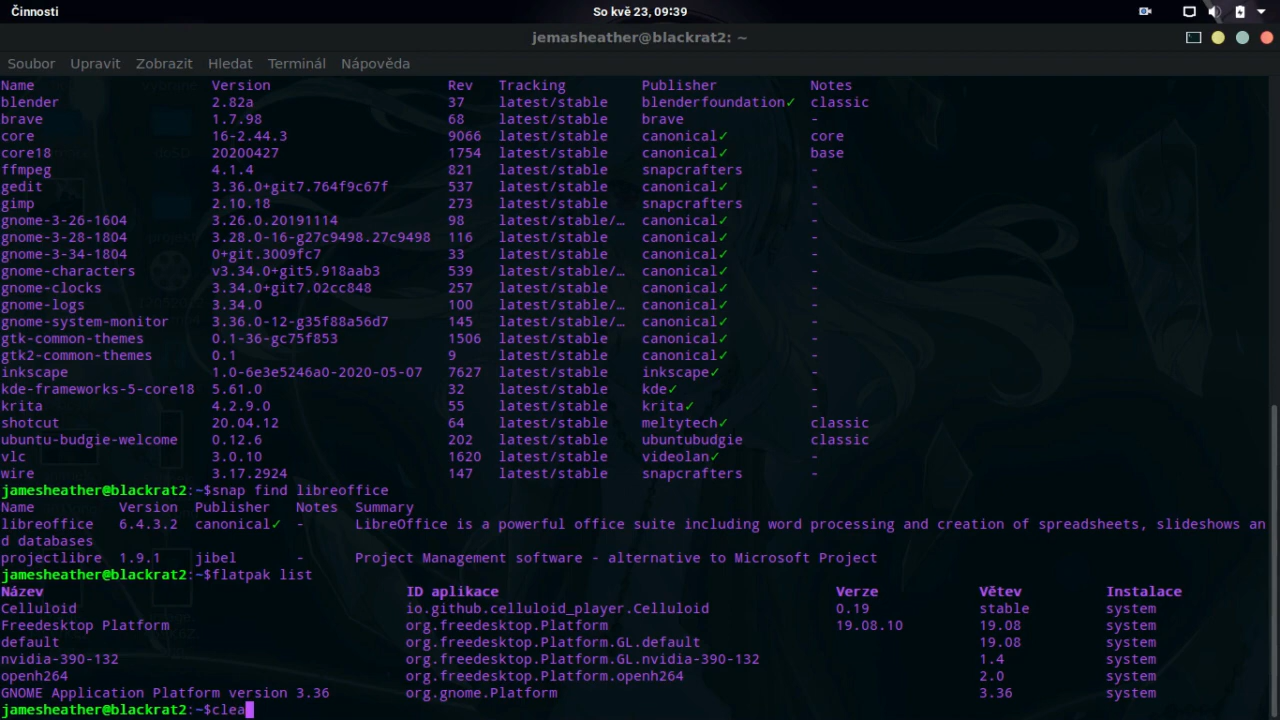 Činnosti
So kvě 23, 09:39
jemasheather@blackrat2: ~
Soubor Upravit Zobrazit Hledat Terminál Nápověda
Name Version Rev Tracking Publisher Notes
blender 2.82a 37 latest/stable blenderfoundation✓ classic
brave 1.7.98 68 latest/stable brave -
core 16-2.44.3 9066 latest/stable canonical✓ core
core18 20200427 1754 latest/stable canonical✓ base
ffmpeg 4.1.4 821 latest/stable snapcrafters -
gedit 3.36.0+git7.764f9c67f 537 latest/stable canonical✓ -
gimp 2.10.18 273 latest/stable snapcrafters -
gnome-3-26-1604 3.26.0.20191114 98 latest/stable/… canonical✓ -
gnome-3-28-1804 3.28.0-16-g27c9498.27c9498 116 latest/stable canonical✓ -
gnome-3-34-1804 0+git.3009fc7 33 latest/stable canonical✓ -
gnome-characters v3.34.0+git5.918aab3 539 latest/stable/… canonical✓ -
gnome-clocks 3.34.0+git7.02cc848 257 latest/stable canonical✓ -
gnome-logs 3.34.0 100 latest/stable/… canonical✓ -
gnome-system-monitor 3.36.0-12-g35f88a56d7 145 latest/stable/… canonical✓ -
gtk-common-themes 0.1-36-gc75f853 1506 latest/stable canonical✓ -
gtk2-common-themes 0.1 9 latest/stable canonical✓ -
inkscape 1.0-6e3e5246a0-2020-05-07 7627 latest/stable inkscape✓ -
kde-frameworks-5-core18 5.61.0 32 latest/stable kde✓ -
krita 4.2.9.0 55 latest/stable krita✓ -
shotcut 20.04.12 64 latest/stable meltytech✓ classic
ubuntu-budgie-welcome 0.12.6 202 latest/stable ubuntubudgie classic
vlc 3.0.10 1620 latest/stable videolan✓ -
wire 3.17.2924 147 latest/stable snapcrafters -
jamesheather@blackrat2:~$snap find libreoffice
Name Version Publisher Notes Summary
libreoffice 6.4.3.2 canonical✓ - LibreOffice is a powerful office suite including word processing and creation of spreadsheets, slideshows an
d databases
projectlibre 1.9.1 jibel - Project Management software - alternative to Microsoft Project
jamesheather@blackrat2:~$flatpak list
Název ID aplikace Verze Větev Instalace
Celluloid io.github.celluloid_player.Celluloid 0.19 stable system
Freedesktop Platform org.freedesktop.Platform 19.08.10 19.08 system
default org.freedesktop.Platform.GL.default 19.08 system
nvidia-390-132 org.freedesktop.Platform.GL.nvidia-390-132 1.4 system
openh264 org.freedesktop.Platform.openh264 2.0 system
GNOME Application Platform version 3.36 org.gnome.Platform 3.36 system
jamesheather@blackrat2:~$clea